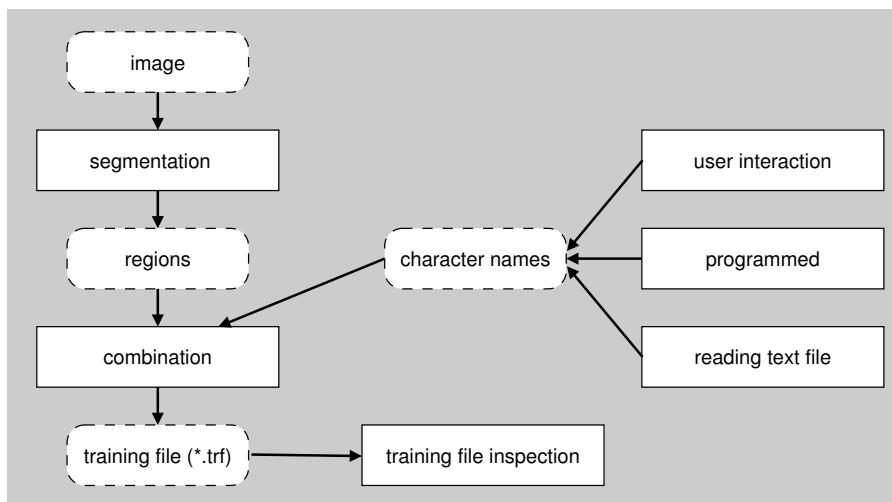 image
segmentation
user interaction
regions
character names
programmed
combination
reading text file
training file (*.trf)
training file inspection